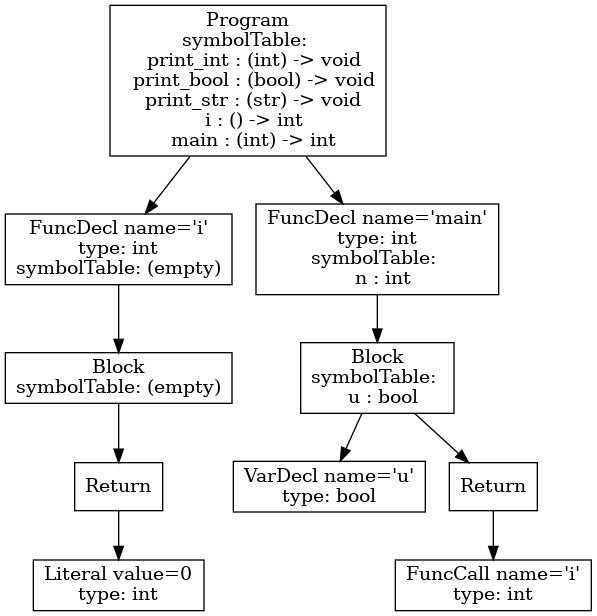 Program
symbolTable:
print_int : (int) -> void
print_bool : (bool) -> void
print_str : (str) -> void
i : () -> int
main : (int) -> int
FuncDecl name='i'
type: int
symbolTable: (empty)
FuncDecl name='main'
type: int
symbolTable:
n : int
Block
symbolTable: (empty)
Block
symbolTable:
u : bool
Return
VarDecl name='u'
type: bool
Return
Literal value=0
type: int
FuncCall name='i'
type: int